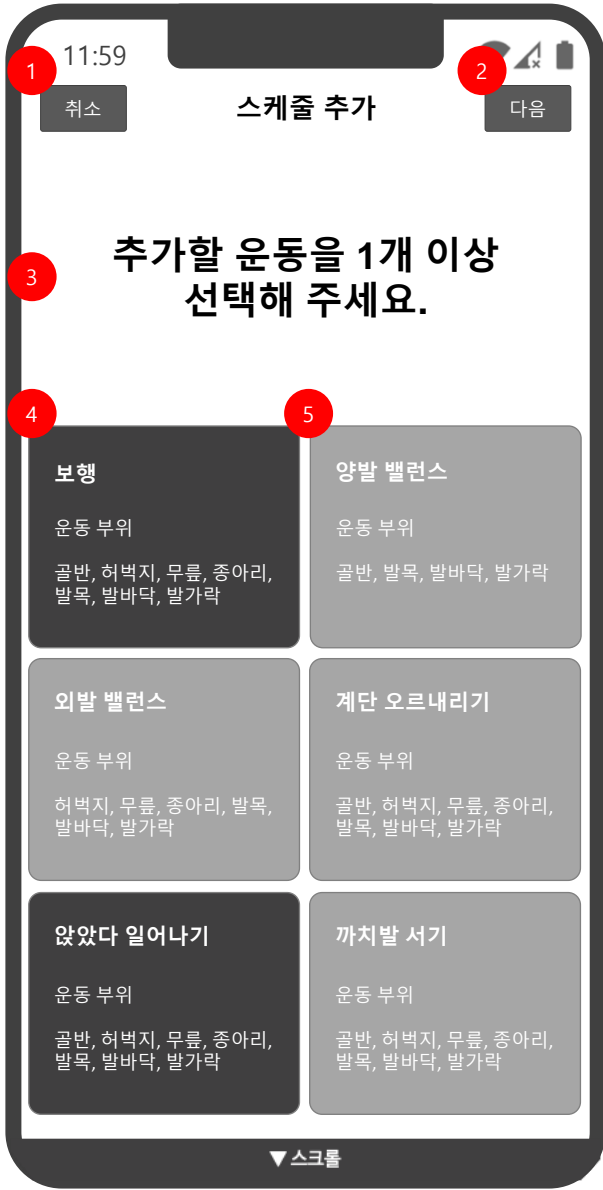 11:59
1
2
취소
스케줄 추가
다음
3
추가할 운동을 1개 이상
선택해 주세요.
4
5
보행
운동 부위
골반, 허벅지, 무릎, 종아리,
발목, 발바닥, 발가락
양발 밸런스
운동 부위
골반, 발목, 발바닥, 발가락
외발 밸런스
운동 부위
허벅지, 무릎, 종아리, 발목,
발바닥, 발가락
계단 오르내리기
운동 부위
골반, 허벅지, 무릎, 종아리,
발목, 발바닥, 발가락
앉았다 일어나기
운동 부위
골반, 허벅지, 무릎, 종아리,
발목, 발바닥, 발가락
까치발 서기
운동 부위
골반, 허벅지, 무릎, 종아리,
발목, 발바닥, 발가락
▼스크롤